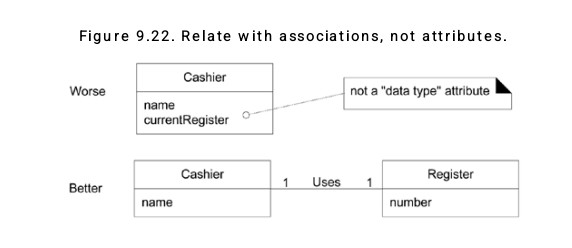 Figure 9.22. Relate with associations, not attributes.
Worse
Cashier
name
currentRegister
not a "data type" attribute
Better
Cashier
name
1 Uses 1
Register
number